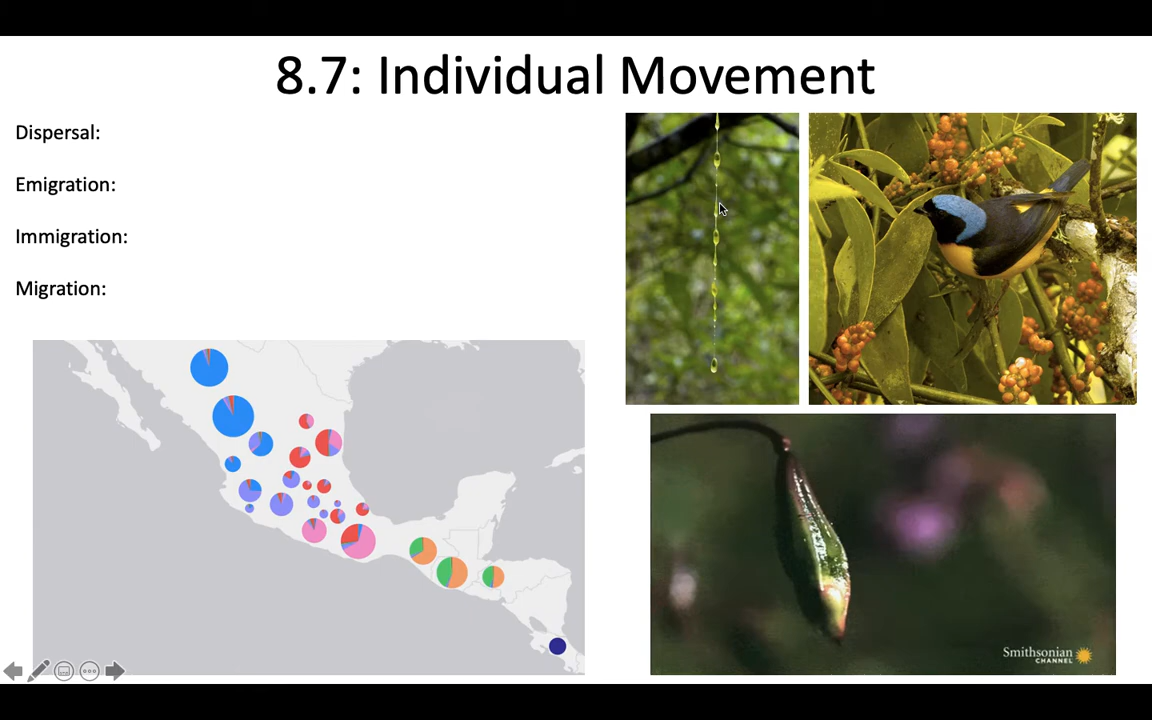 8.7: Individual Movement
Dispersal:
Emigration:
Immigration:
Migration:
Smithsonian
CHANNEL